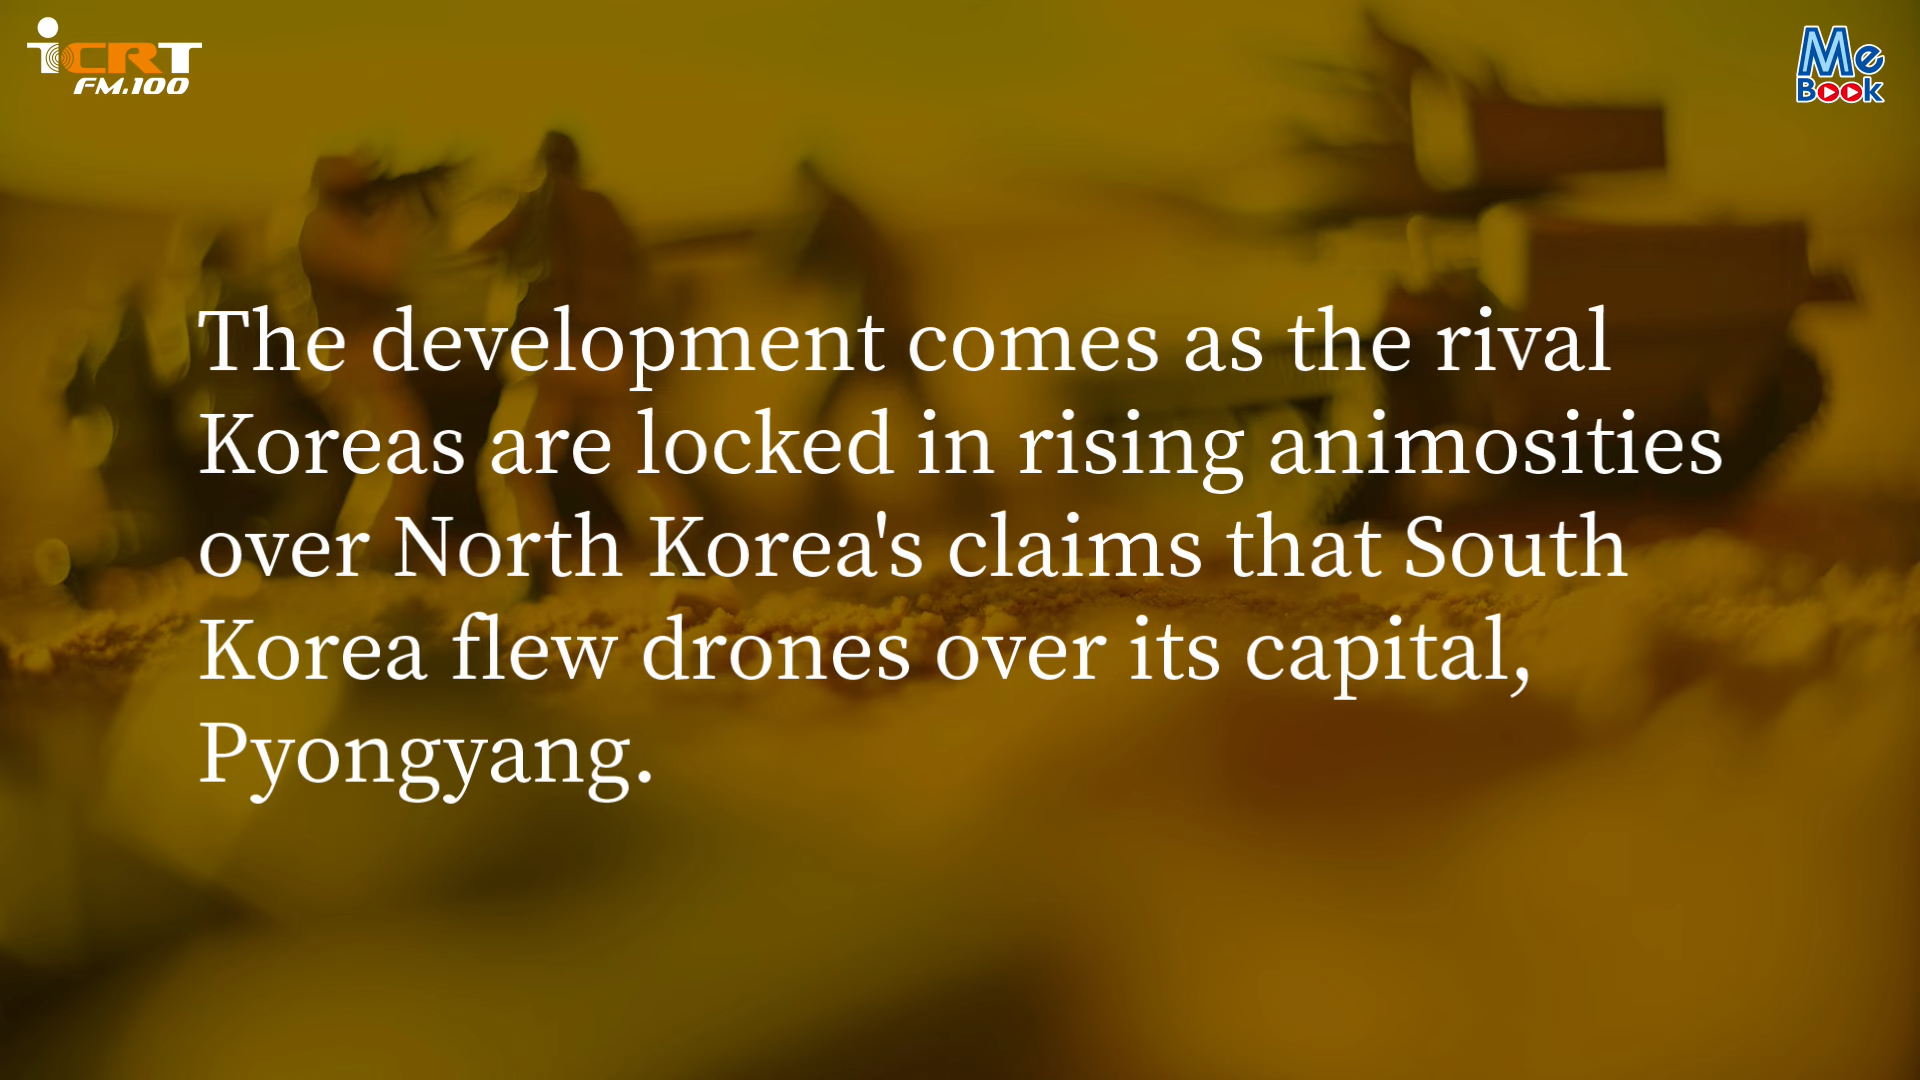 iCRT
FM.100
Me
Book
The development comes as the rival
Koreas are locked in rising animosities
over North Korea's claims that South
Korea flew drones over its capital,
Pyongyang.